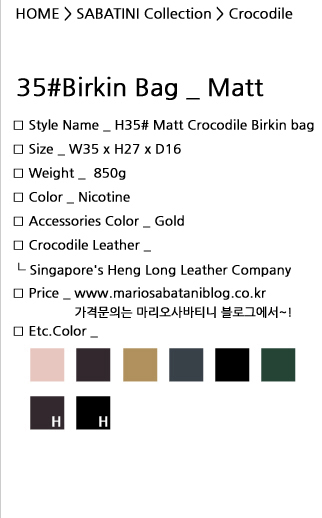 HOME > SABATINI Collection > Crocodile
35#Birkin Bag _ Matt
□ Style Name _ H35# Matt Crocodile Birkin bag
□ Size _ W35 x H27 x D16
□ Weight _ 850g
□ Color _ Nicotine
□ Accessories Color _ Gold
□ Crocodile Leather _
└ Singapore's Heng Long Leather Company
□ Price _ www.mariosabataniblog.co.kr
가격문의는 마리오사바티니 블로그에서~!
□ Etc.Color _
H H